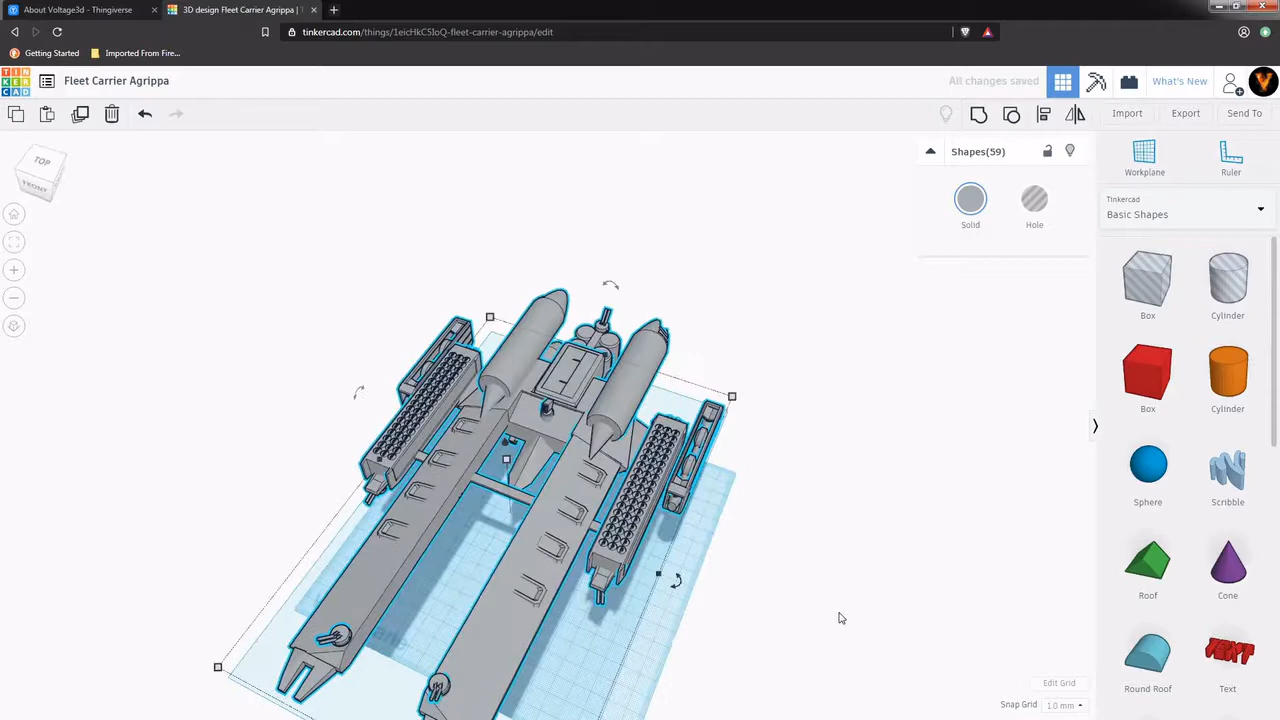 About Voltage3d - Thingiverse
3D design Fleet Carrier Agrippa |
tinkercad.com/things/1eicHkC5IoQ-fleet-carrier-agrippa/edit
Getting Started
Imported From Fire...
TIN
KER
CAD
Fleet Carrier Agrippa
All changes saved
What's New
Import
Export
Send To
TOP
FRONT
Shapes(59)
Solid
Hole
Workplane
Ruler
Tinkercad
Basic Shapes
Box
Cylinder
Box
Cylinder
Sphere
Scribble
Roof
Cone
TEXT
Round Roof
Text
Edit Grid
Snap Grid
1.0 mm